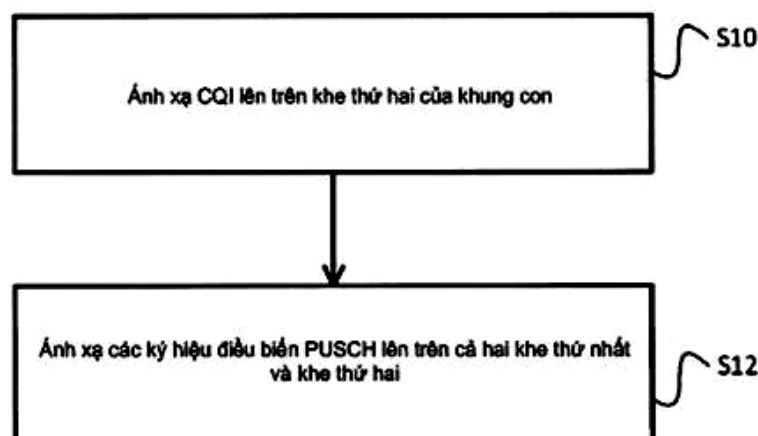 S10
Ánh xạ CQI lên trên khe thứ hai của khung con
Ánh xạ các ký hiệu điều biến PUSCH lên trên cả hai khe thứ nhất
và khe thứ hai
S12